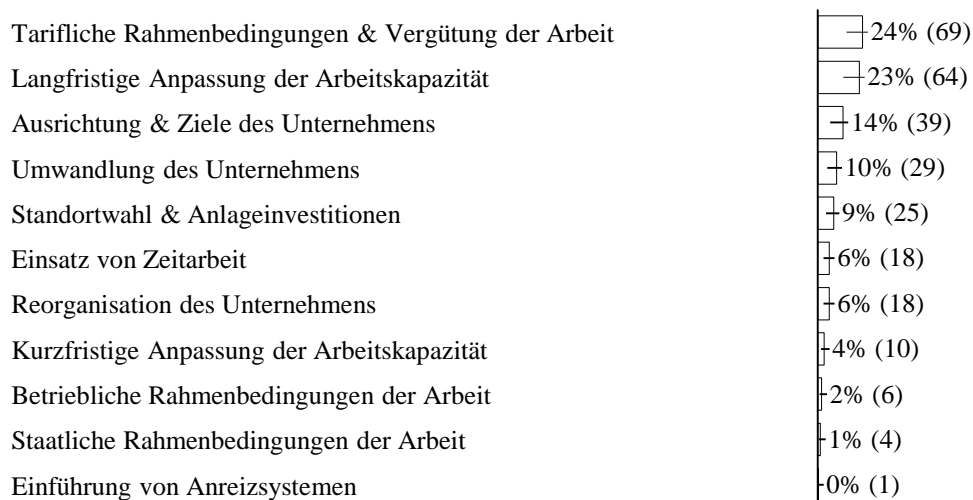 Tarifliche Rahmenbedingungen & Vergütung der Arbeit 24% (69)
Langfristige Anpassung der Arbeitskapazität 23% (64)
Ausrichtung & Ziele des Unternehmens 14% (39)
Umwandlung des Unternehmens 10% (29)
Standortwahl & Anlageinvestitionen 9% (25)
Einsatz von Zeitarbeit 6% (18)
Reorganisation des Unternehmens 6% (18)
Kurzfristige Anpassung der Arbeitskapazität 4% (10)
Betriebliche Rahmenbedingungen der Arbeit 2% (6)
Staatliche Rahmenbedingungen der Arbeit 1% (4)
Einführung von Anreizsystemen 0% (1)